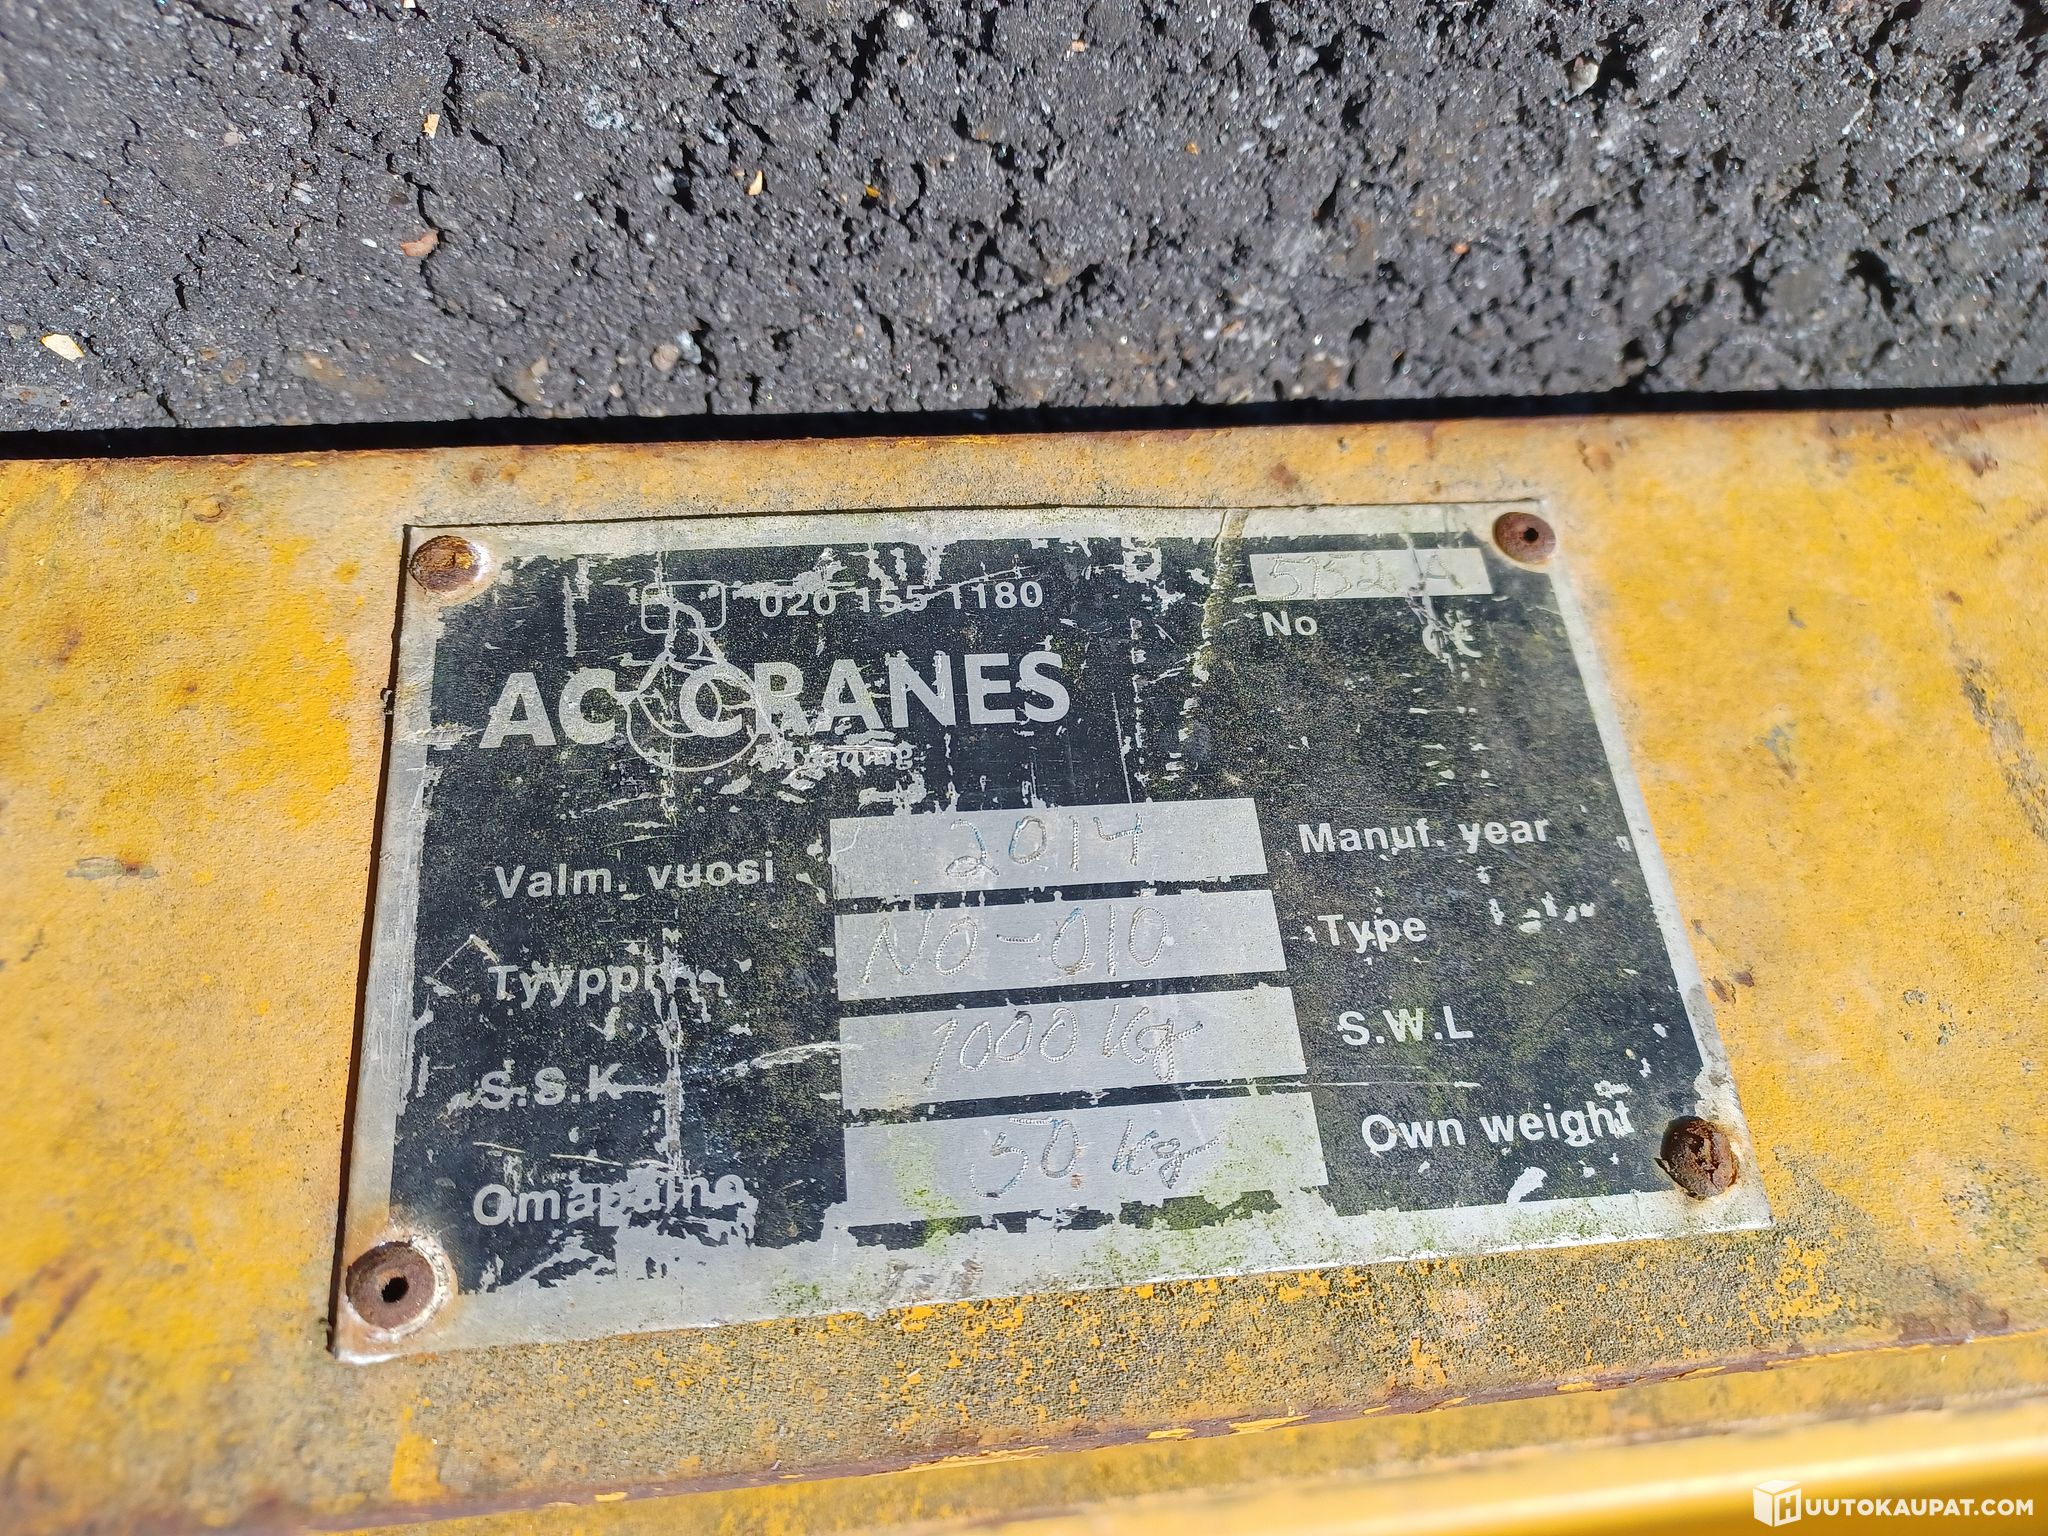 020 155 1180
5752 A
No
CE
AC CRANES
Valm. vuosi 2014 Manuf. year
Tyyppi NO-010 Type
S.S.K 1000 kg S.W.L
Omapaino 50 kg Own weight
HUUTOKAUPAT.COM